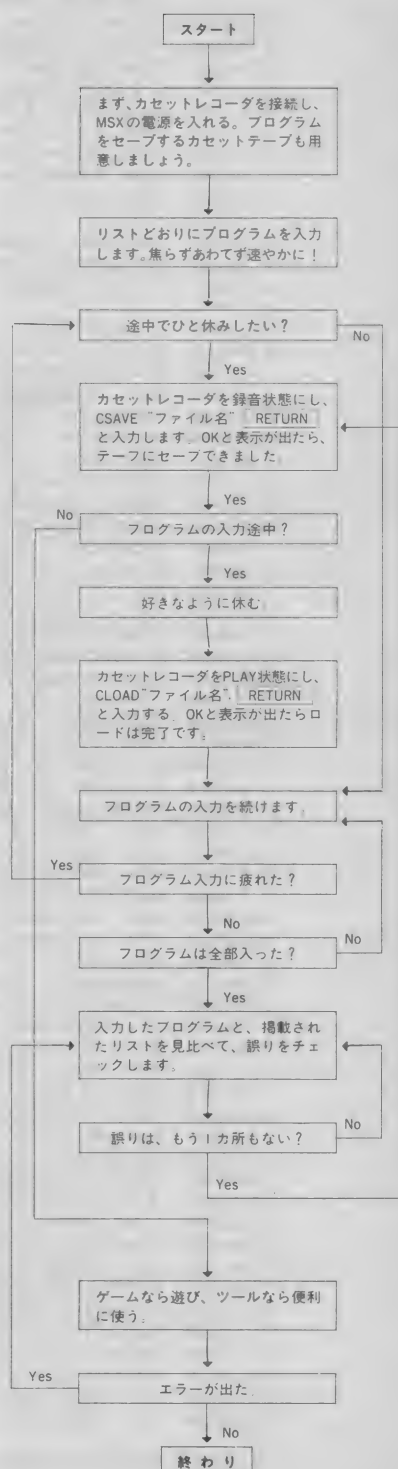 スタート
まず、カセットレコーダを接続し、
MSXの電源を入れる。プログラム
をセーブするカセットテープも用
意しましょう。
リストどおりにプログラムを入力
します。焦らずあわてず速やかに！
途中でひと休みしたい？
No
Yes
カセットレコーダを録音状態にし、
CSAVE "ファイル名" RETURN
と入力します。OKと表示が出たら、
テーフにセーブできました
Yes
No
フログラムの入力途中？
Yes
好きなように休む
カセットレコーダをPLAY状態にし、
CLOAD"ファイル名". RETURN
と入力する. OKと表示が出たらロ
ードは完了です.
フログラムの入力を続けます.
Yes
フログラム入力に疲れた？
No
フログラムは全部入った？
No
Yes
入力したフログラムと、掲載され
たリストを見比べて、誤りをチェ
ックします.
誤りは、もう1カ所もない？
No
Yes
ゲームなら遊び、ツールなら便利
に使う.
Yes
エラーが出た
No
終わり